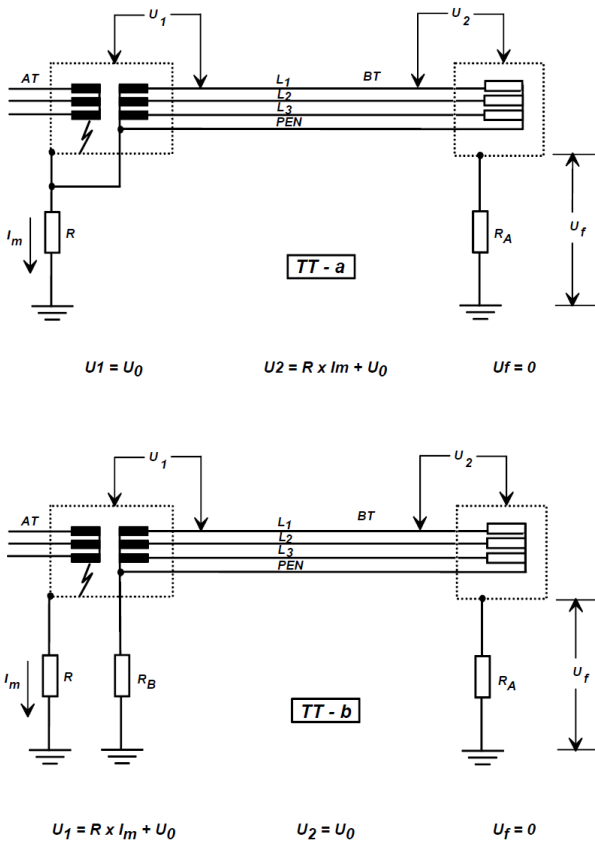 U1 U2
AT L1 BT
L2
L3
PEN
Im R RA Uf
TT - a
U1 = U0 U2 = R x Im + U0 Uf = 0
U1 U2
AT L1 BT
L2
L3
PEN
Im R RB RA Uf
TT - b
U1 = R x Im + U0 U2 = U0 Uf = 0